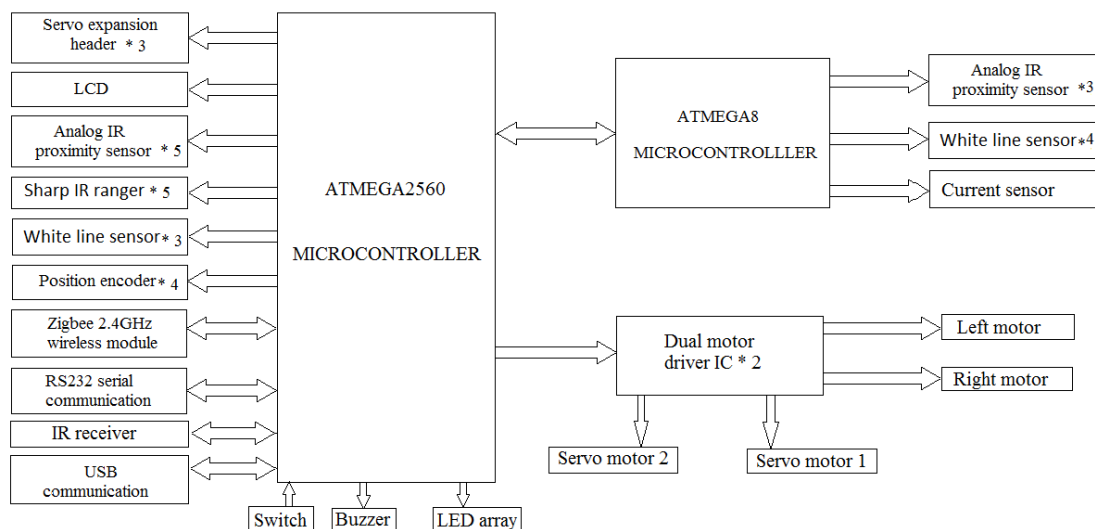 Servo expansion
header * 3
LCD
Analog IR
proximity sensor * 5
Sharp IR ranger * 5
White line sensor * 3
Position encoder * 4
Zigbee 2.4GHz
wireless module
RS232 serial
communication
IR receiver
USB
communication
ATMEGA2560
MICROCONTROLLER
Switch
Buzzer
LED array
ATMEGA8
MICROCONTROLLLER
Analog IR
proximity sensor *3
White line sensor*4
Current sensor
Dual motor
driver IC * 2
Left motor
Right motor
Servo motor 2
Servo motor 1